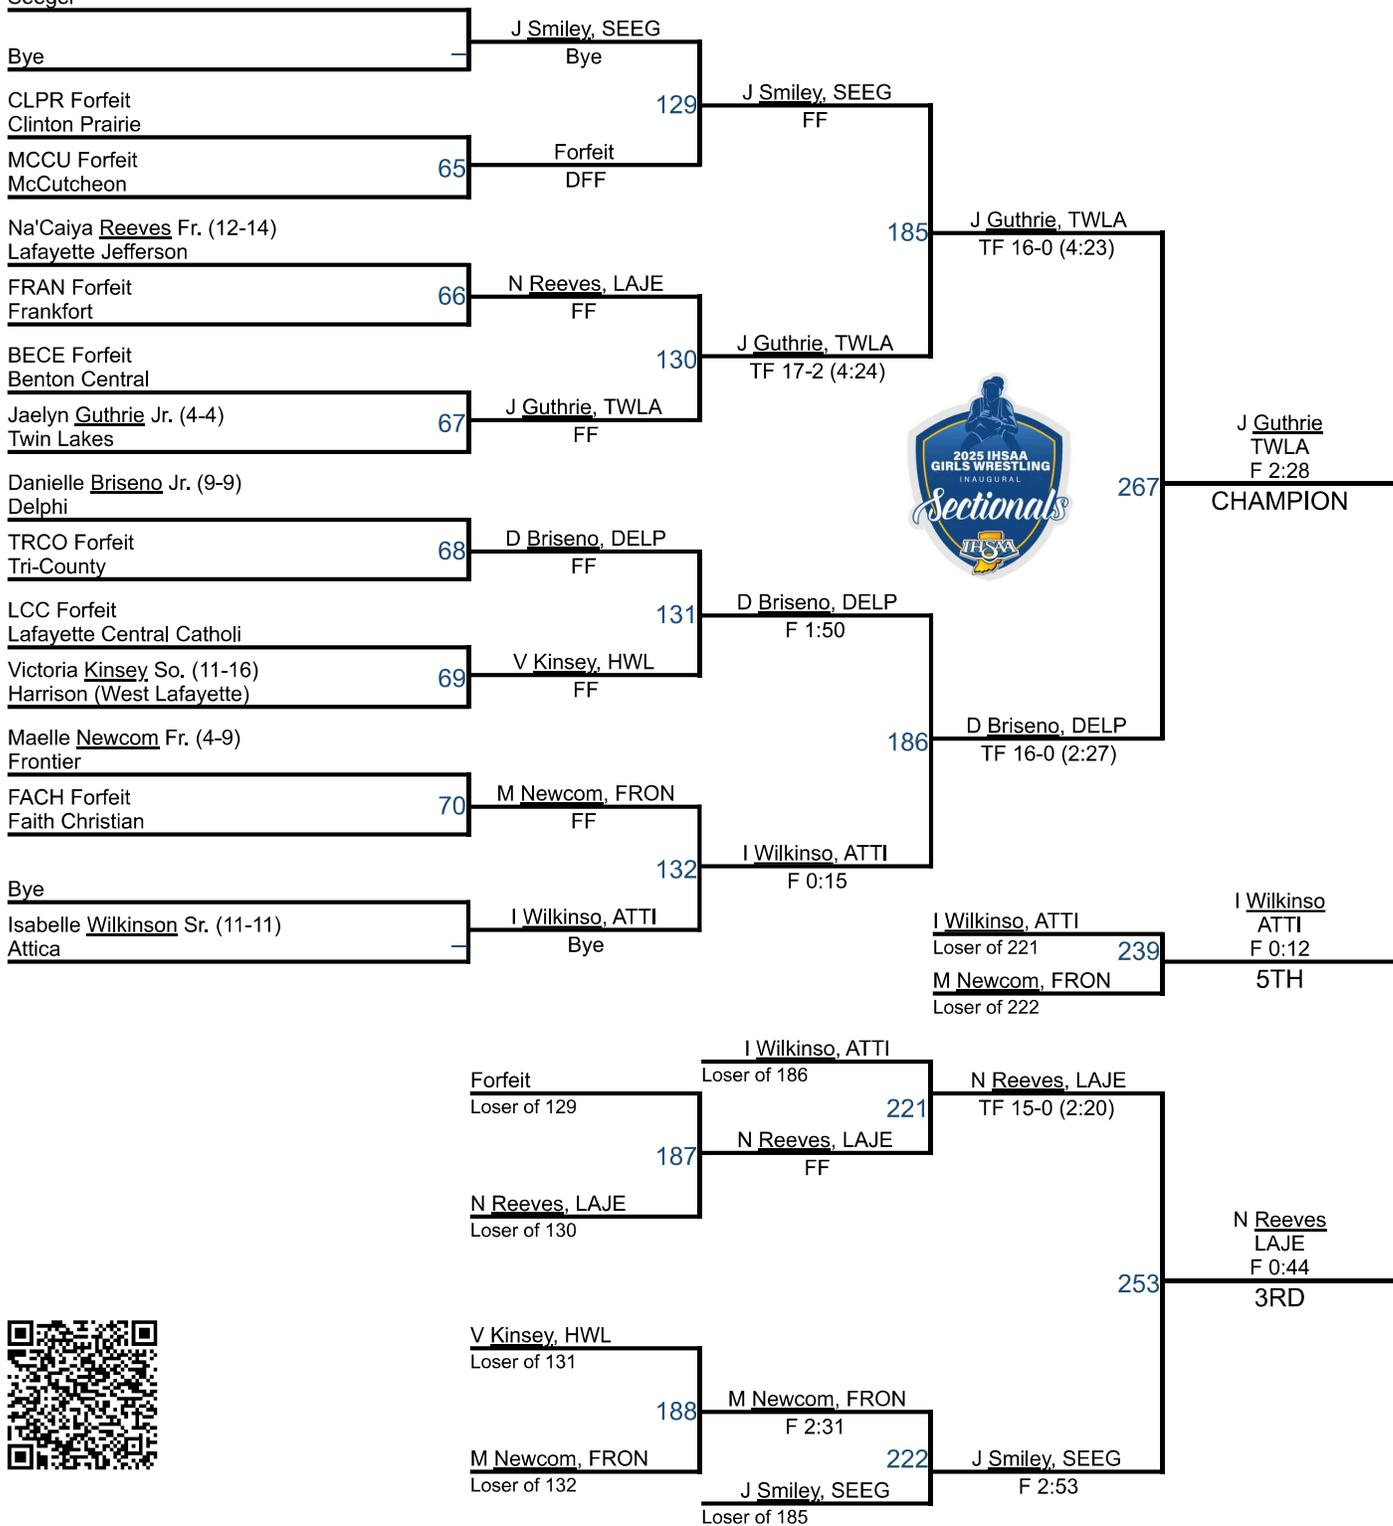 Seeger
Bye
J Smiley, SEEG
Bye
CLPR Forfeit
Clinton Prairie
129
J Smiley, SEEG
FF
MCCU Forfeit
McCutcheon
65
Forfeit
DFF
Na'Caiya Reeves Fr. (12-14)
Lafayette Jefferson
185
J Guthrie, TWLA
TF 16-0 (4:23)
FRAN Forfeit
Frankfort
66
N Reeves, LAJE
FF
BECE Forfeit
Benton Central
130
J Guthrie, TWLA
TF 17-2 (4:24)
Jaelyn Guthrie Jr. (4-4)
Twin Lakes
67
J Guthrie, TWLA
FF
2025 IHSAA
GIRLS WRESTLING
INAUGURAL
Sectionals
IHSAA
267
J Guthrie
TWLA
F 2:28
CHAMPION
Danielle Briseno Jr. (9-9)
Delphi
TRCO Forfeit
Tri-County
68
D Briseno, DELP
FF
LCC Forfeit
Lafayette Central Catholi
131
D Briseno, DELP
F 1:50
Victoria Kinsey So. (11-16)
Harrison (West Lafayette)
69
V Kinsey, HWL
FF
Maelle Newcom Fr. (4-9)
Frontier
186
D Briseno, DELP
TF 16-0 (2:27)
FACH Forfeit
Faith Christian
70
M Newcom, FRON
FF
132
I Wilkinso, ATTI
F 0:15
Bye
Isabelle Wilkinson Sr. (11-11)
Attica
I Wilkinso, ATTI
Bye
I Wilkinso, ATTI
Loser of 221
239
M Newcom, FRON
Loser of 222
I Wilkinso
ATTI
F 0:12
5TH
I Wilkinso, ATTI
Loser of 186
Forfeit
Loser of 129
221
N Reeves, LAJE
TF 15-0 (2:20)
187
N Reeves, LAJE
FF
N Reeves, LAJE
Loser of 130
253
N Reeves
LAJE
F 0:44
3RD
V Kinsey, HWL
Loser of 131
188
M Newcom, FRON
F 2:31
M Newcom, FRON
Loser of 132
222
J Smiley, SEEG
F 2:53
J Smiley, SEEG
Loser of 185